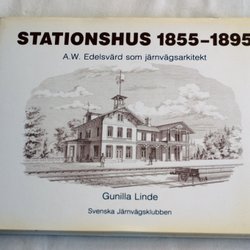 STATIONSHUS 1855–1895
A.W. Edelsvärd som järnvägsarkitekt
Gunilla Linde
Svenska Järnvägsklubben